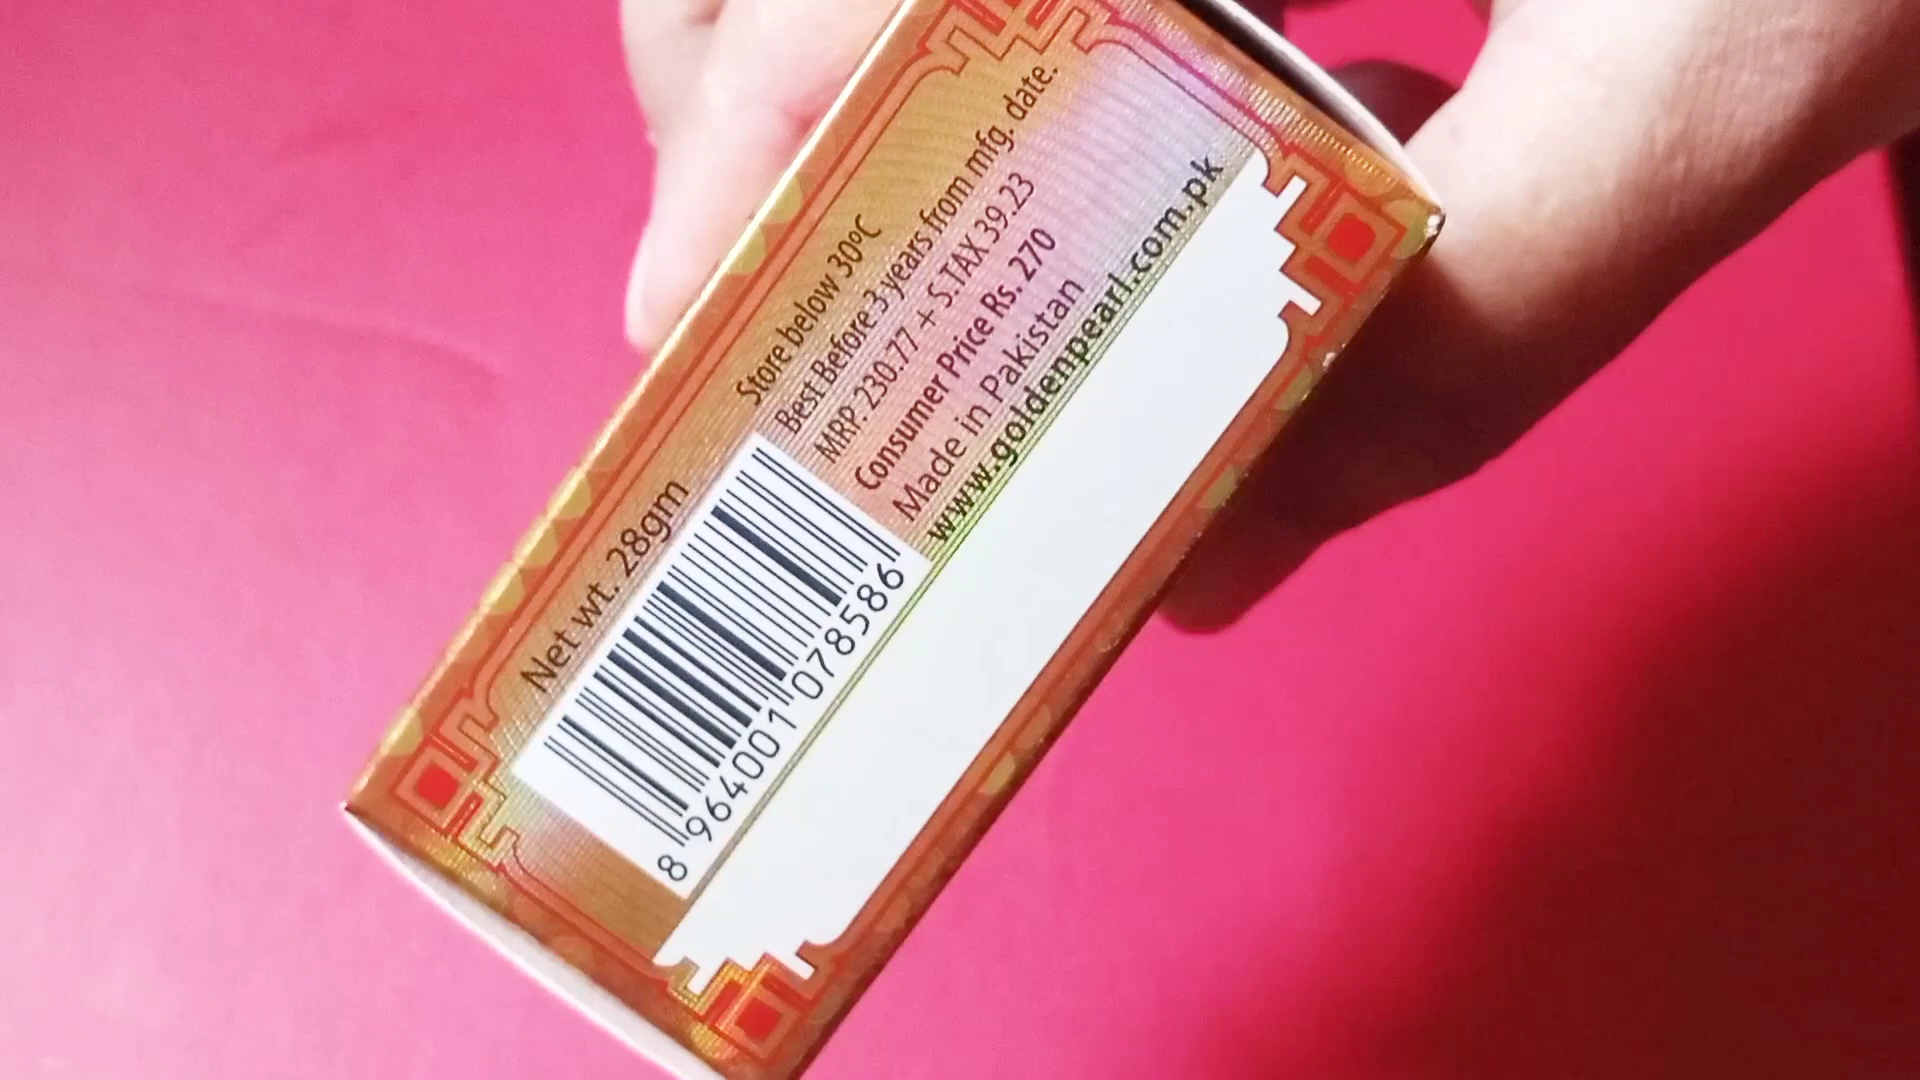 Net wt. 28gm
Store below 30ºC
Best Before 3 years from mfg. date.
MRP. 230.77 + S.TAX 39.23
Consumer Price Rs. 270
Made in Pakistan
www.goldenpearl.com.pk
8 964001 078586